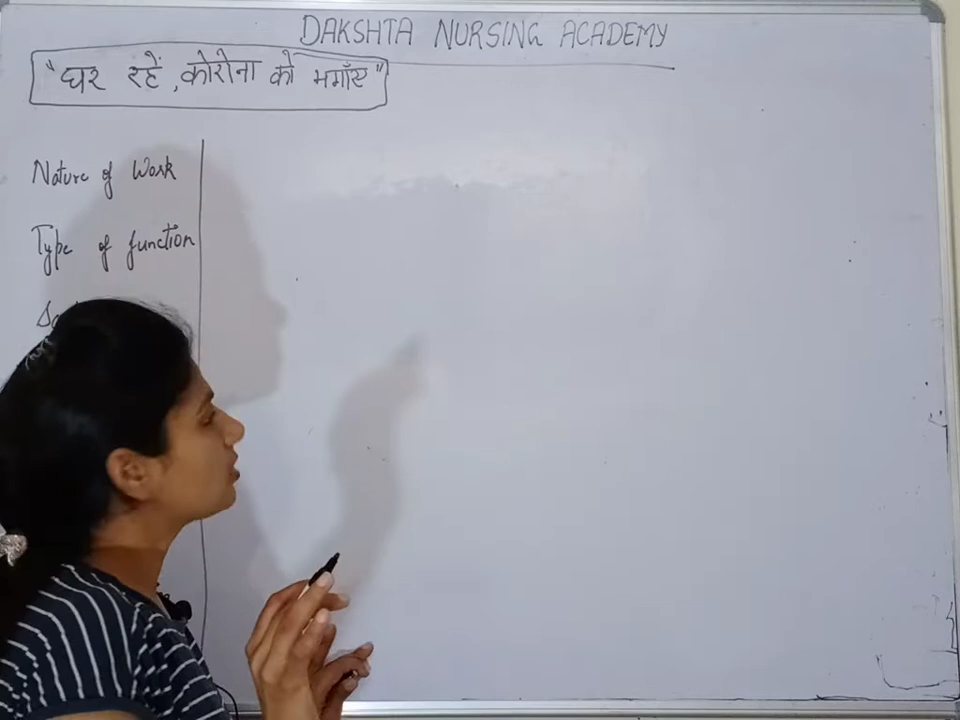 DAKSHTA NURSING ACADEMY
"घर रहें, कोरोना को भगाएँ"
Nature of Work
Type of function